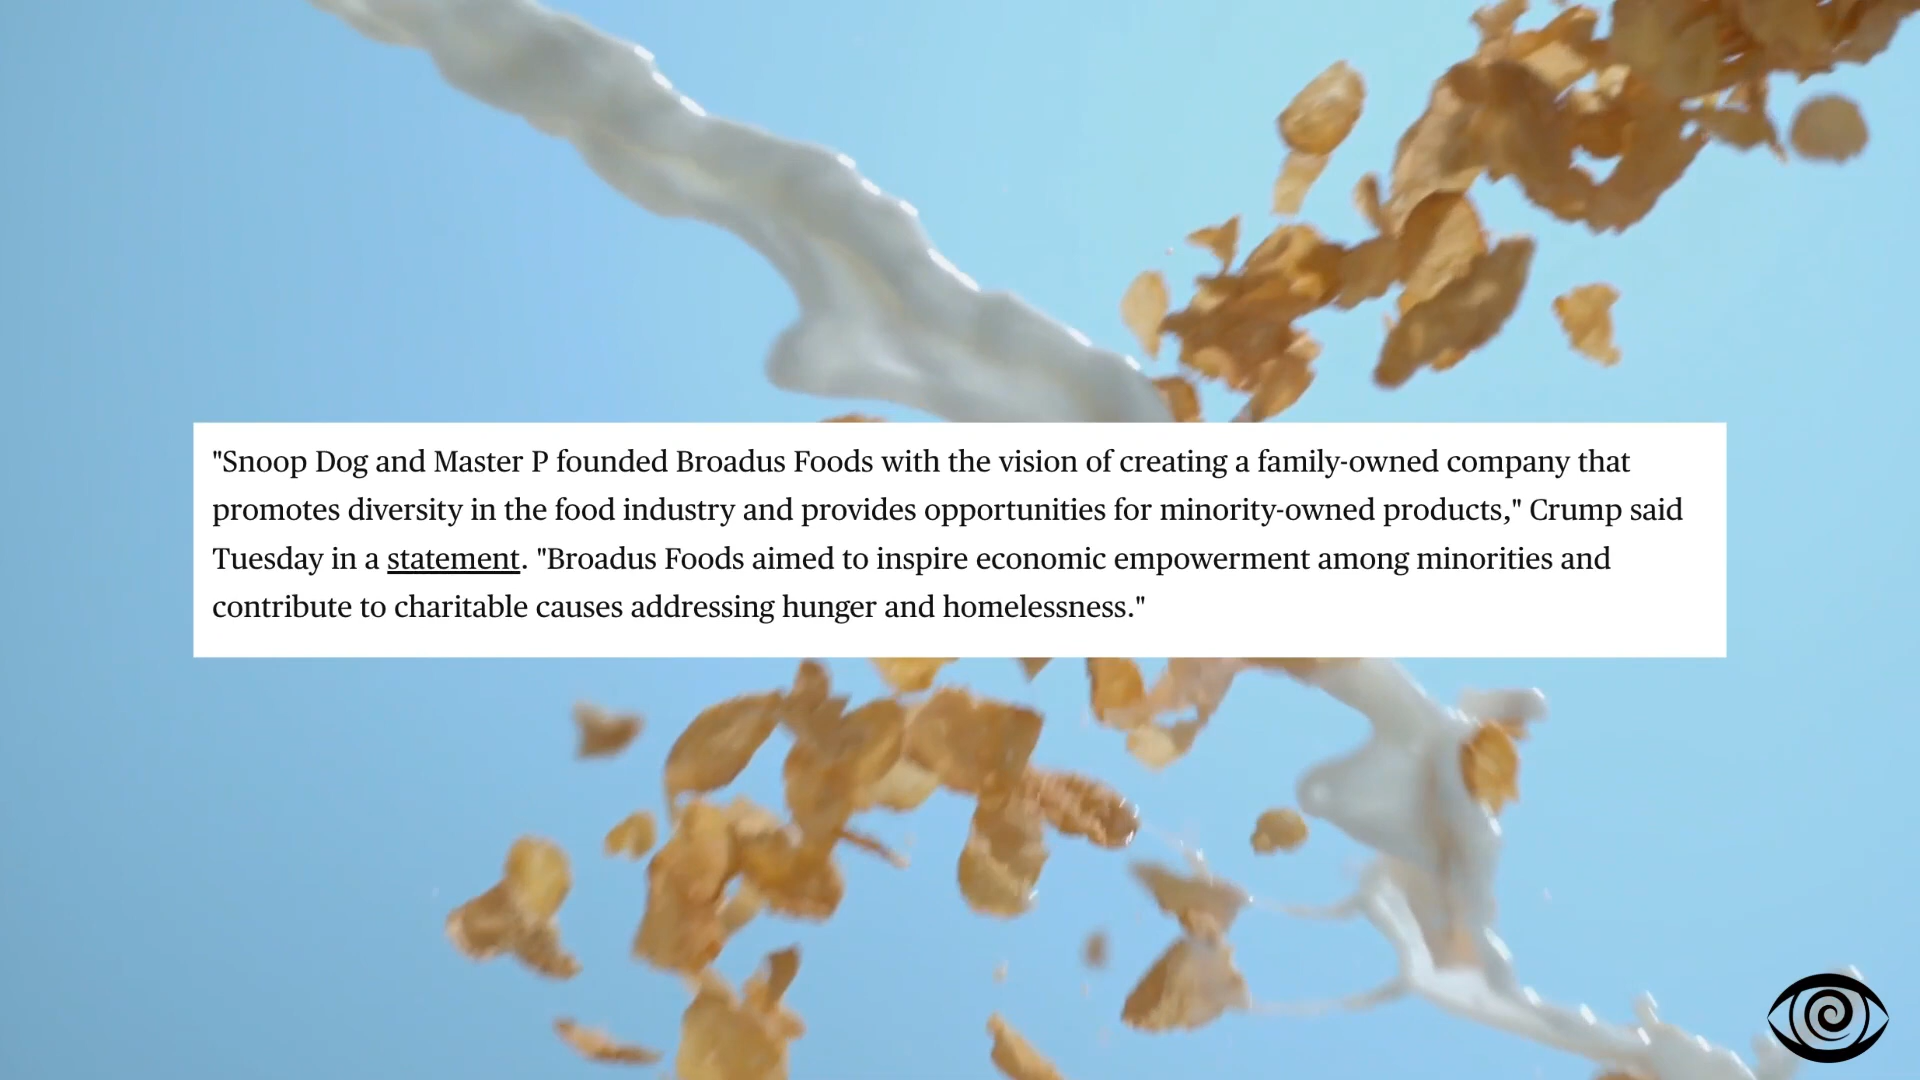 "Snoop Dog and Master P founded Broadus Foods with the vision of creating a family-owned company that
promotes diversity in the food industry and provides opportunities for minority-owned products," Crump said
Tuesday in a statement. "Broadus Foods aimed to inspire economic empowerment among minorities and
contribute to charitable causes addressing hunger and homelessness."